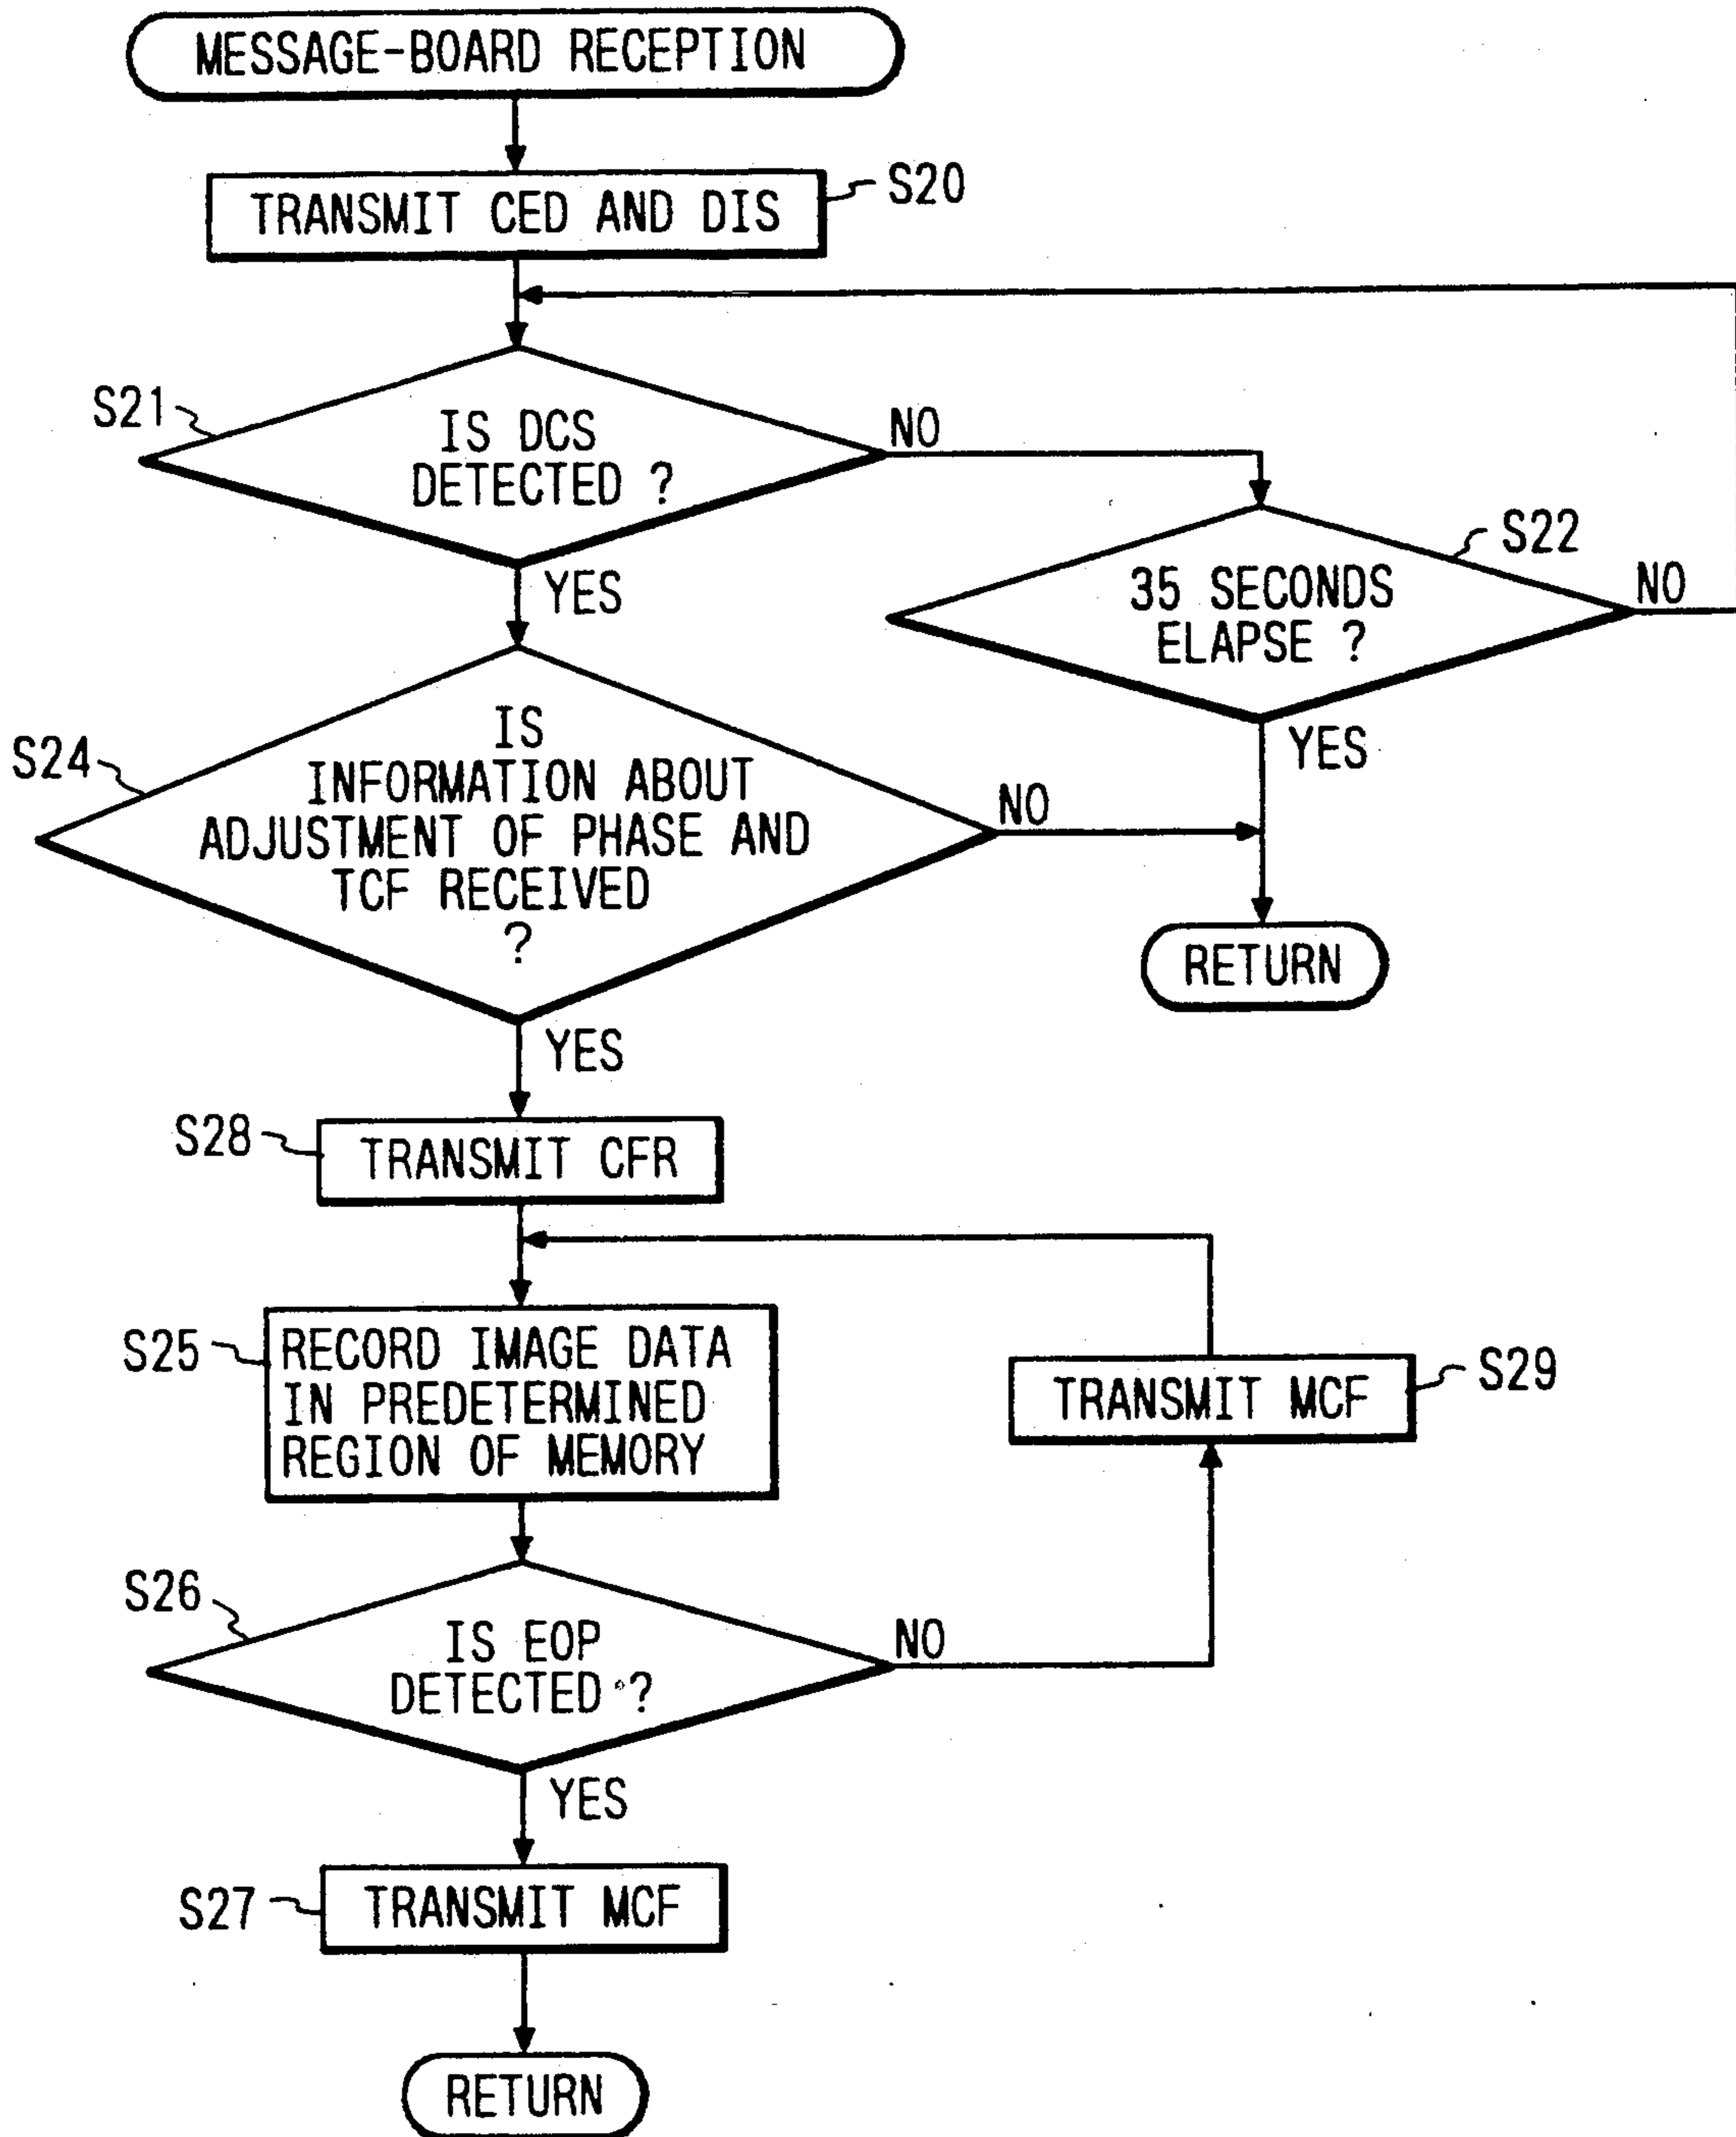 MESSAGE-BOARD RECEPTION
TRANSMIT CED AND DIS
S20
S21
IS DCS
DETECTED ?
NO
YES
S22
35 SECONDS
ELAPSE ?
NO
YES
S24
IS
INFORMATION ABOUT
ADJUSTMENT OF PHASE AND
TCF RECEIVED
?
NO
YES
RETURN
S28
TRANSMIT CFR
S25
RECORD IMAGE DATA
IN PREDETERMINED
REGION OF MEMORY
TRANSMIT MCF
S29
S26
IS EOP
DETECTED ?
NO
YES
S27
TRANSMIT MCF
RETURN